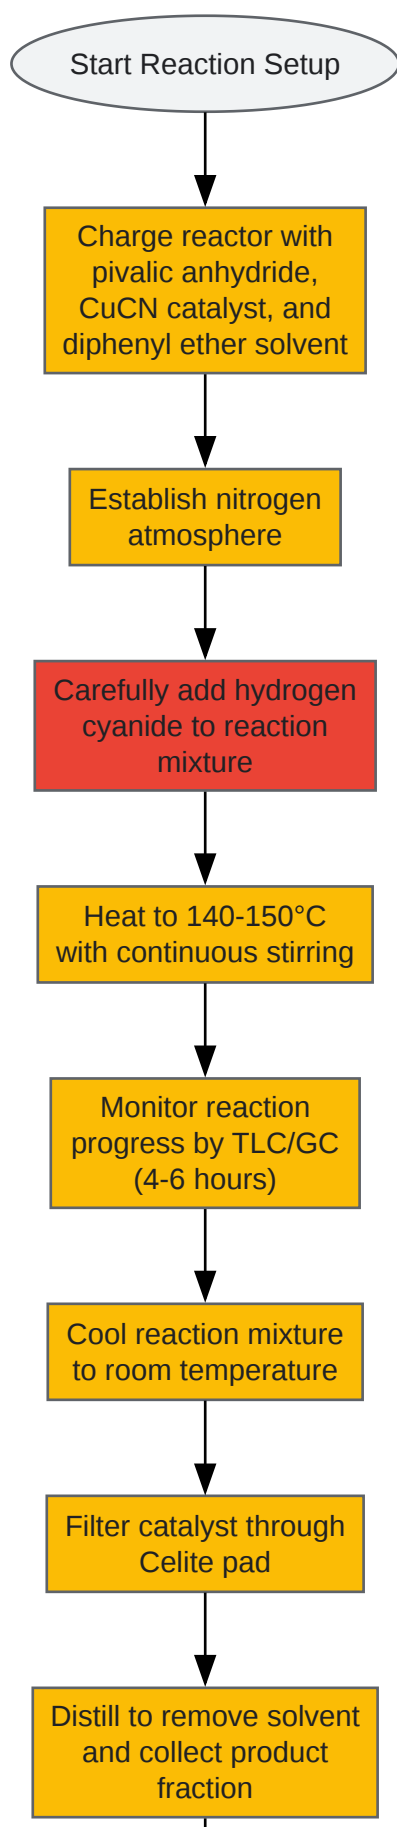 Start Reaction Setup
Charge reactor with
pivalic anhydride,
CuCN catalyst, and
diphenyl ether solvent
Establish nitrogen
atmosphere
Carefully add hydrogen
cyanide to reaction
mixture
Heat to 140-150°C
with continuous stirring
Monitor reaction
progress by TLC/GC
(4-6 hours)
Cool reaction mixture
to room temperature
Filter catalyst through
Celite pad
Distill to remove solvent
and collect product
fraction